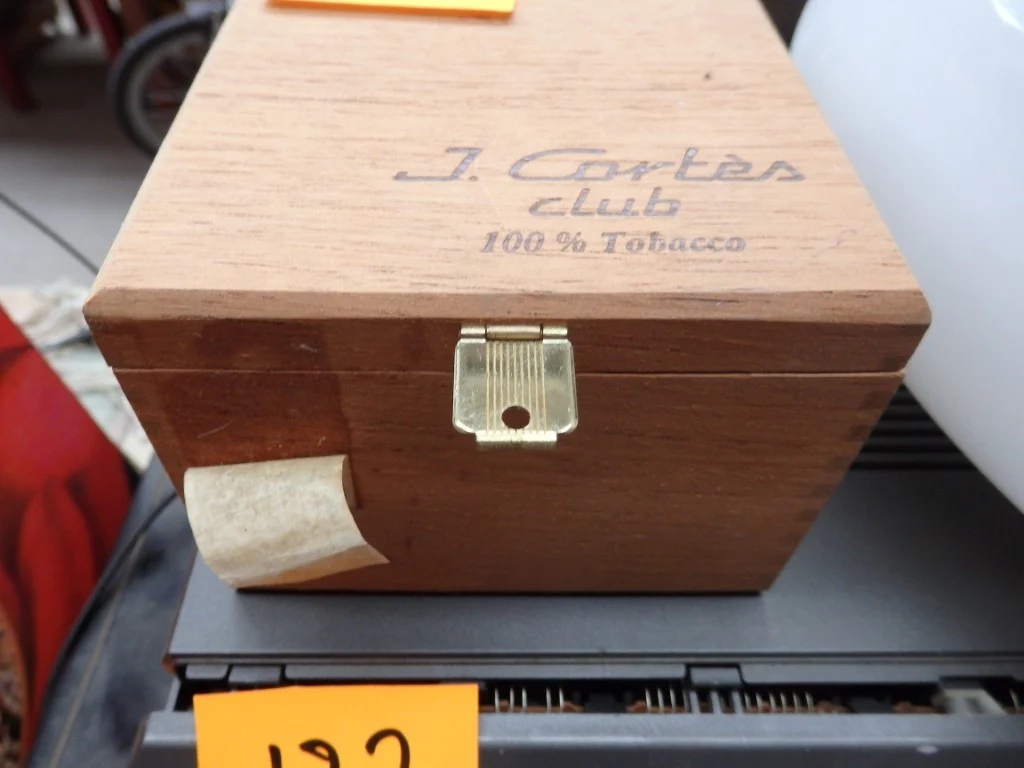 J. Cortès
club
100 % Tobacco